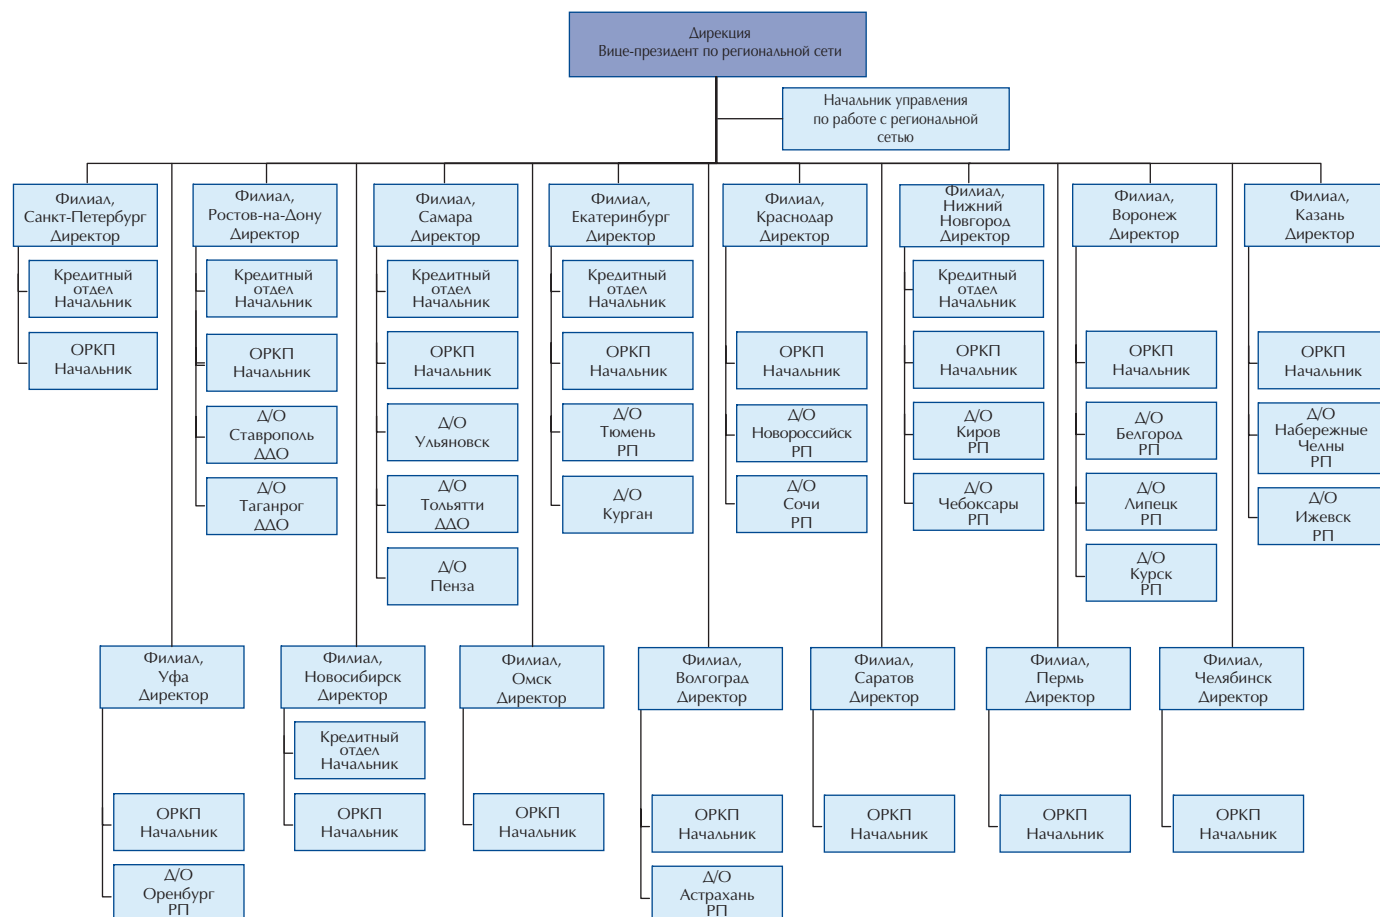 Дирекция
Вице-президент по региональной сети
Начальник управления
по работе с региональной
сетью
Филиал,
Санкт-Петербург
Директор
Кредитный
отдел
Начальник
ОРКП
Начальник
Филиал,
Ростов-на-Дону
Директор
Кредитный
отдел
Начальник
ОРКП
Начальник
Д/О
Ставрополь
ДДО
Д/О
Таганрог
ДДО
Филиал,
Самара
Директор
Кредитный
отдел
Начальник
ОРКП
Начальник
Д/О
Ульяновск
Д/О
Тольятти
ДДО
Д/О
Пенза
Филиал,
Екатеринбург
Директор
Кредитный
отдел
Начальник
ОРКП
Начальник
Д/О
Тюмень
РП
Д/О
Курган
Филиал,
Краснодар
Директор
ОРКП
Начальник
Д/О
Новороссийск
РП
Д/О
Сочи
РП
Филиал,
Нижний
Новгород
Директор
Кредитный
отдел
Начальник
ОРКП
Начальник
Д/О
Киров
РП
Д/О
Чебоксары
РП
Филиал,
Воронеж
Директор
ОРКП
Начальник
Д/О
Белгород
РП
Д/О
Липецк
РП
Д/О
Курск
РП
Филиал,
Казань
Директор
ОРКП
Начальник
Д/О
Набережные
Челны
РП
Д/О
Ижевск
РП
Филиал,
Уфа
Директор
ОРКП
Начальник
Д/О
Оренбург
РП
Филиал,
Новосибирск
Директор
Кредитный
отдел
Начальник
ОРКП
Начальник
Филиал,
Омск
Директор
ОРКП
Начальник
Филиал,
Волгоград
Директор
ОРКП
Начальник
Д/О
Астрахань
РП
Филиал,
Саратов
Директор
ОРКП
Начальник
Филиал,
Пермь
Директор
ОРКП
Начальник
Филиал,
Челябинск
Директор
ОРКП
Начальник